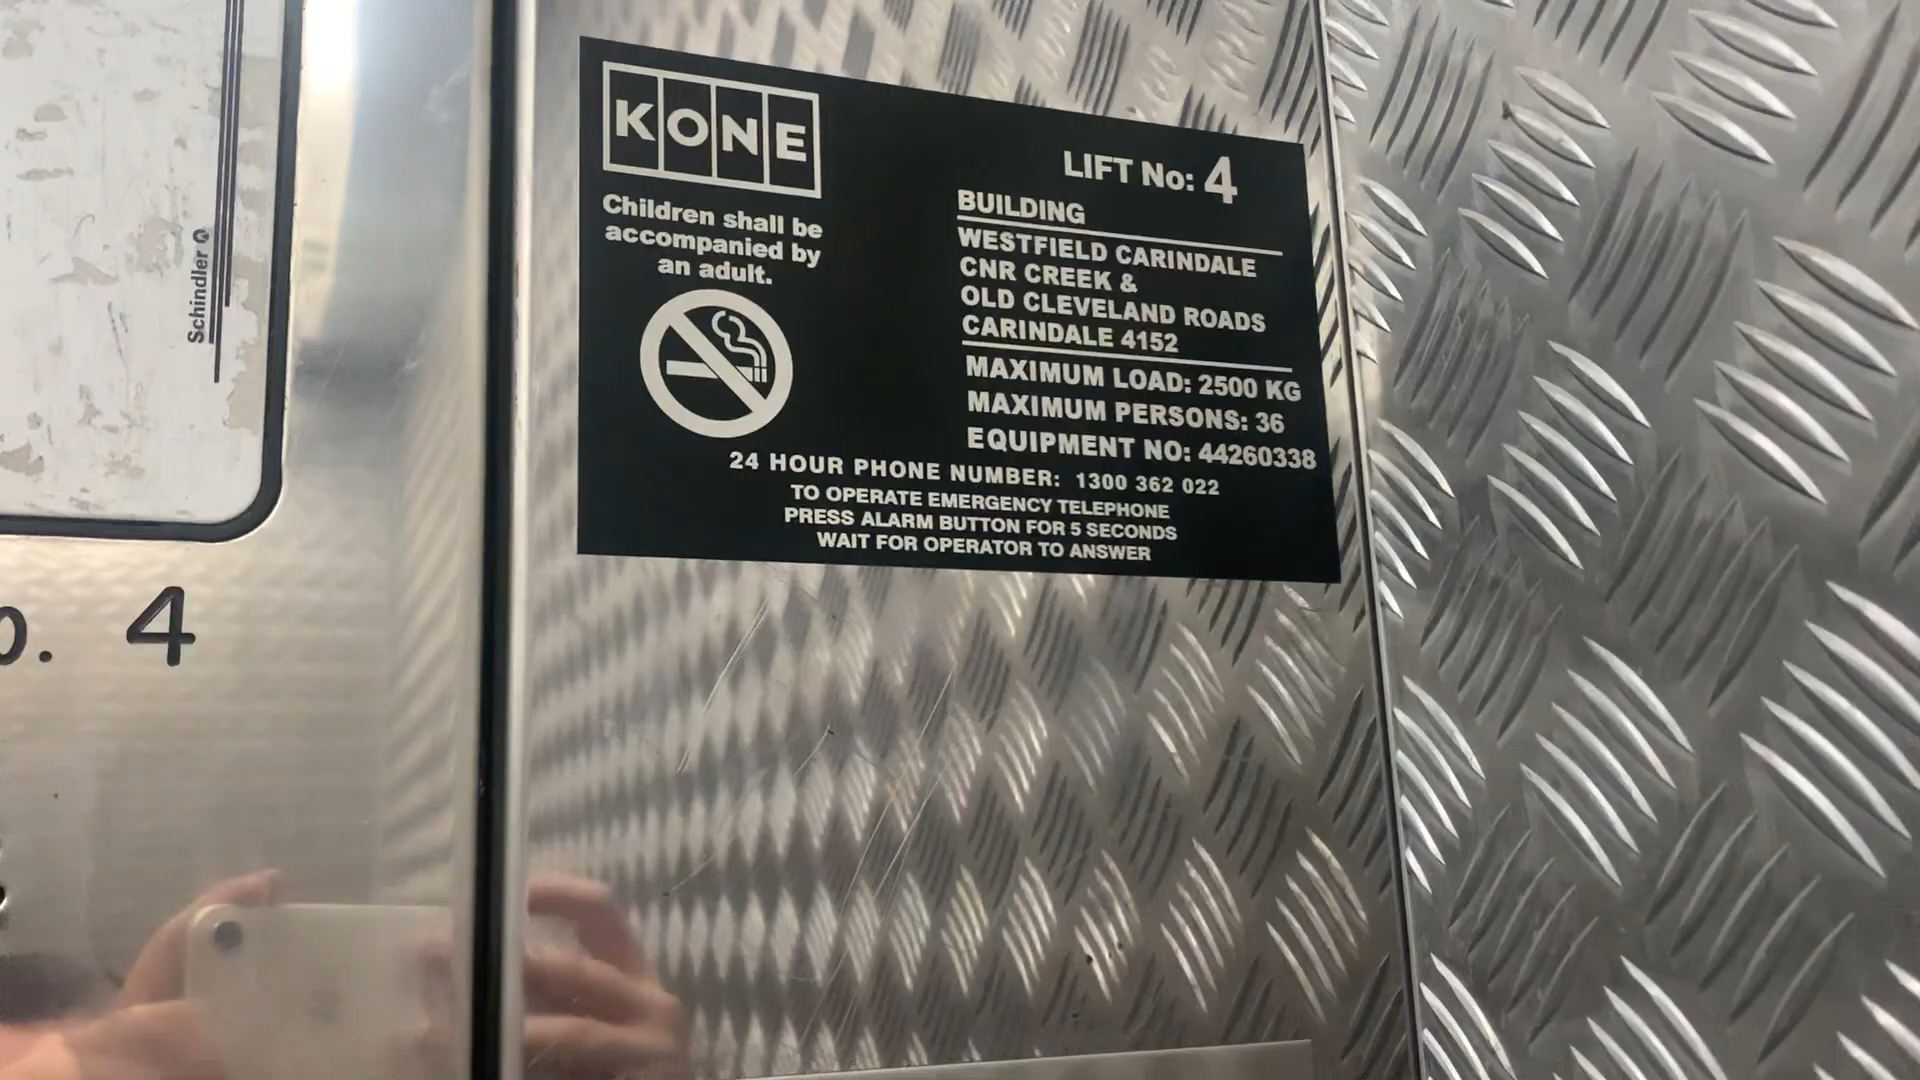 KONE
Children shall be
accompanied by
an adult.
LIFT No: 4
BUILDING
WESTFIELD CARINDALE
CNR CREEK &
OLD CLEVELAND ROADS
CARINDALE 4152
MAXIMUM LOAD: 2500 KG
MAXIMUM PERSONS: 36
EQUIPMENT NO: 44260338
24 HOUR PHONE NUMBER: 1300 362 022
TO OPERATE EMERGENCY TELEPHONE
PRESS ALARM BUTTON FOR 5 SECONDS
WAIT FOR OPERATOR TO ANSWER
Schindler
o. 4